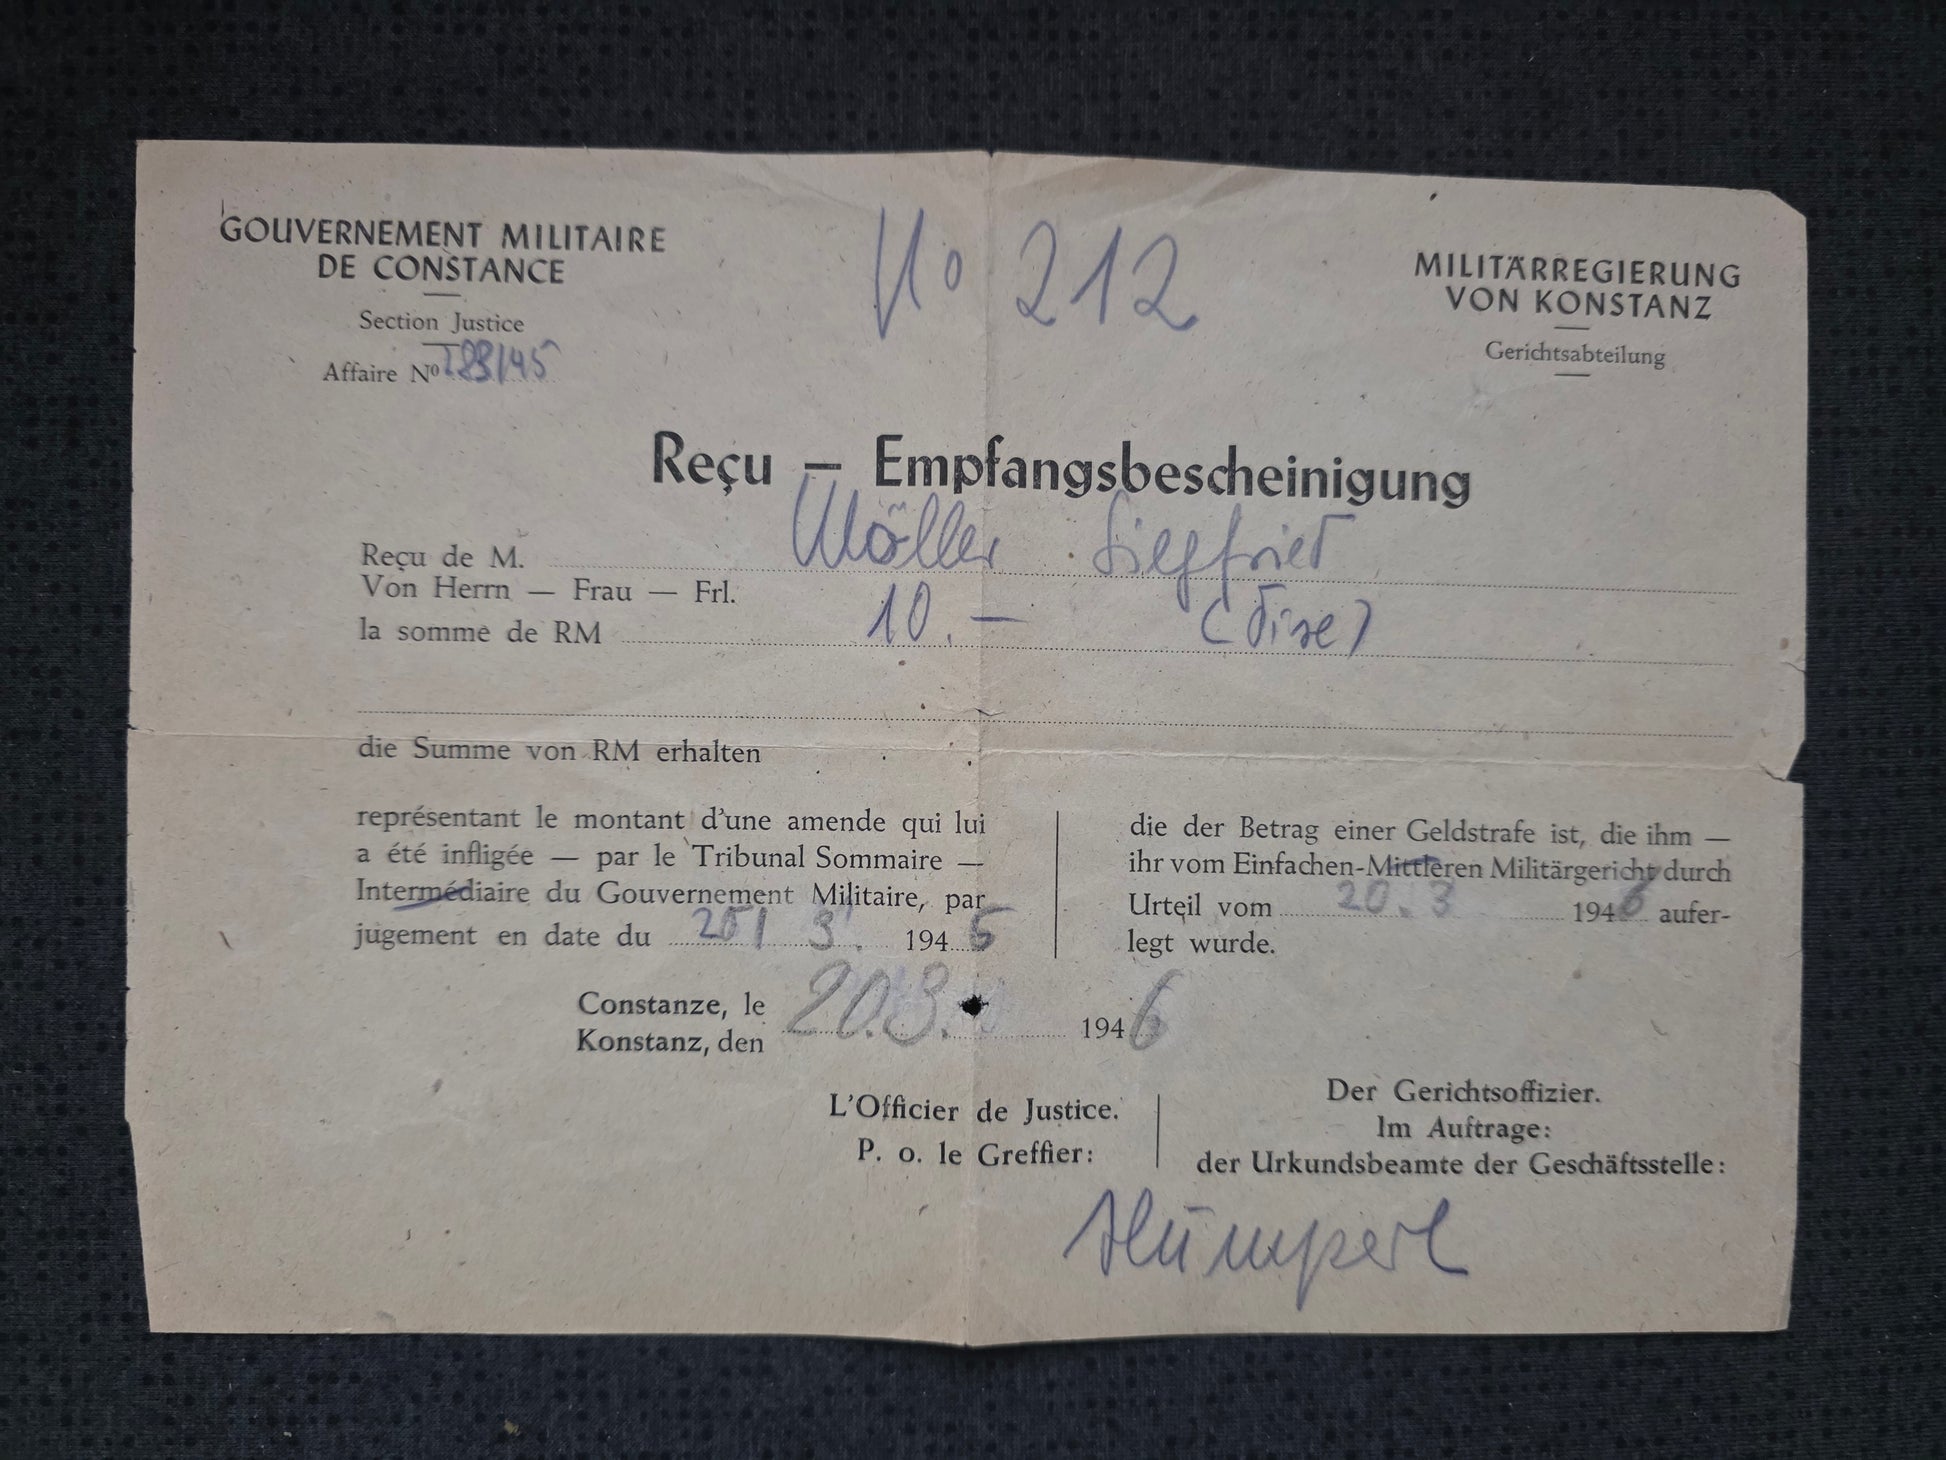 GOUVERNEMENT MILITAIRE
DE CONSTANCE
Section Justice
Affaire Nº /45
No 212
MILITÄRREGIERUNG
VON KONSTANZ
Gerichtsabteilung
Reçu — Empfangsbescheinigung
Reçu de M. Möller Siegfried
Von Herrn — Frau — Frl.
la somme de RM 10.—
die Summe von RM erhalten
représentant le montant d'une amende qui lui
a été infligée — par le Tribunal Sommaire —
Intermédiaire du Gouvernement Militaire, par
jugement en date du 3. 194
die der Betrag einer Geldstrafe ist, die ihm —
ihr vom Einfachen-Mittleren Militärgericht durch
Urteil vom 20. 3 1946 aufer-
legt wurde.
Constanze, le 20.3. 1946
Konstanz, den
L'Officier de Justice.
P. o. le Greffier:
Der Gerichtsoffizier.
Im Auftrage:
der Urkundsbeamte der Geschäftsstelle: